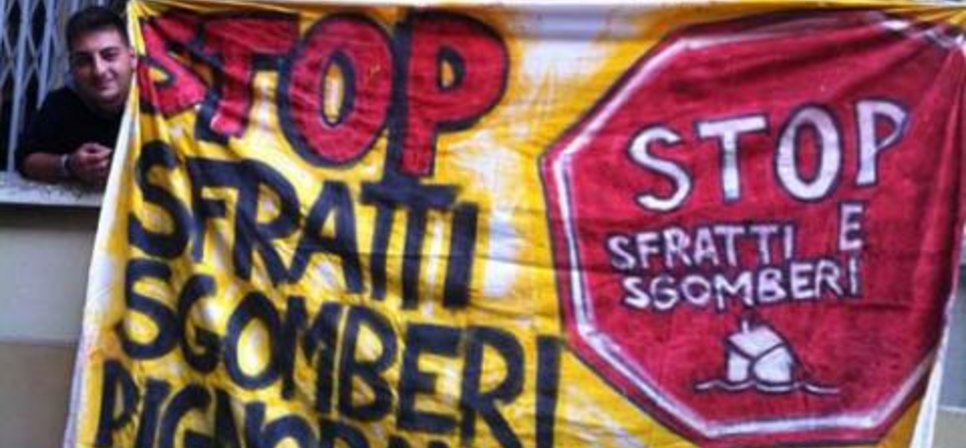 STOP
SFRATTI
SGOMBERI
STOP
SFRATTI E
SGOMBERI